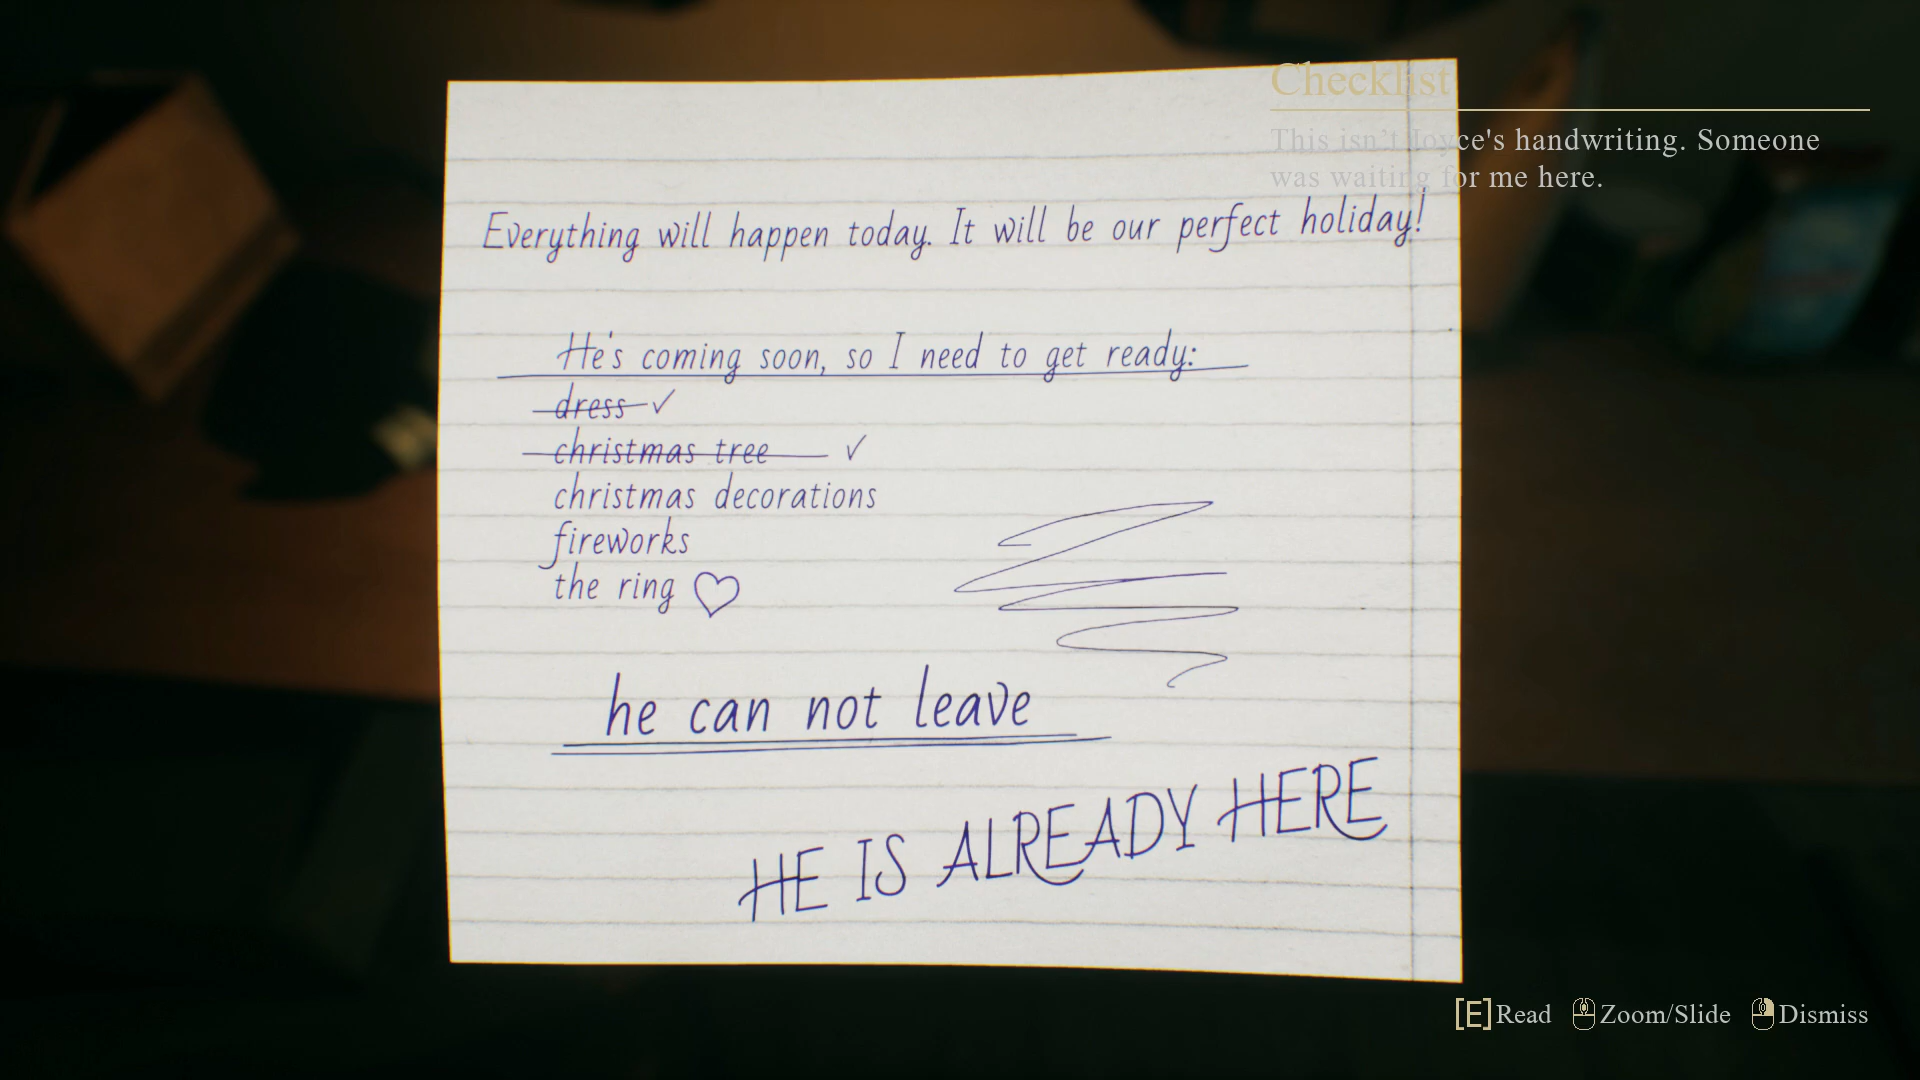 Checklist
This isn't Joyce's handwriting. Someone
was waiting for me here.
Everything will happen today. It will be our perfect holiday!
He's coming soon, so I need to get ready:
dress ✓
christmas tree ✓
christmas decorations
fireworks
the ring ♡
he can not leave
HE IS ALREADY HERE
[E] Read Zoom/Slide Dismiss